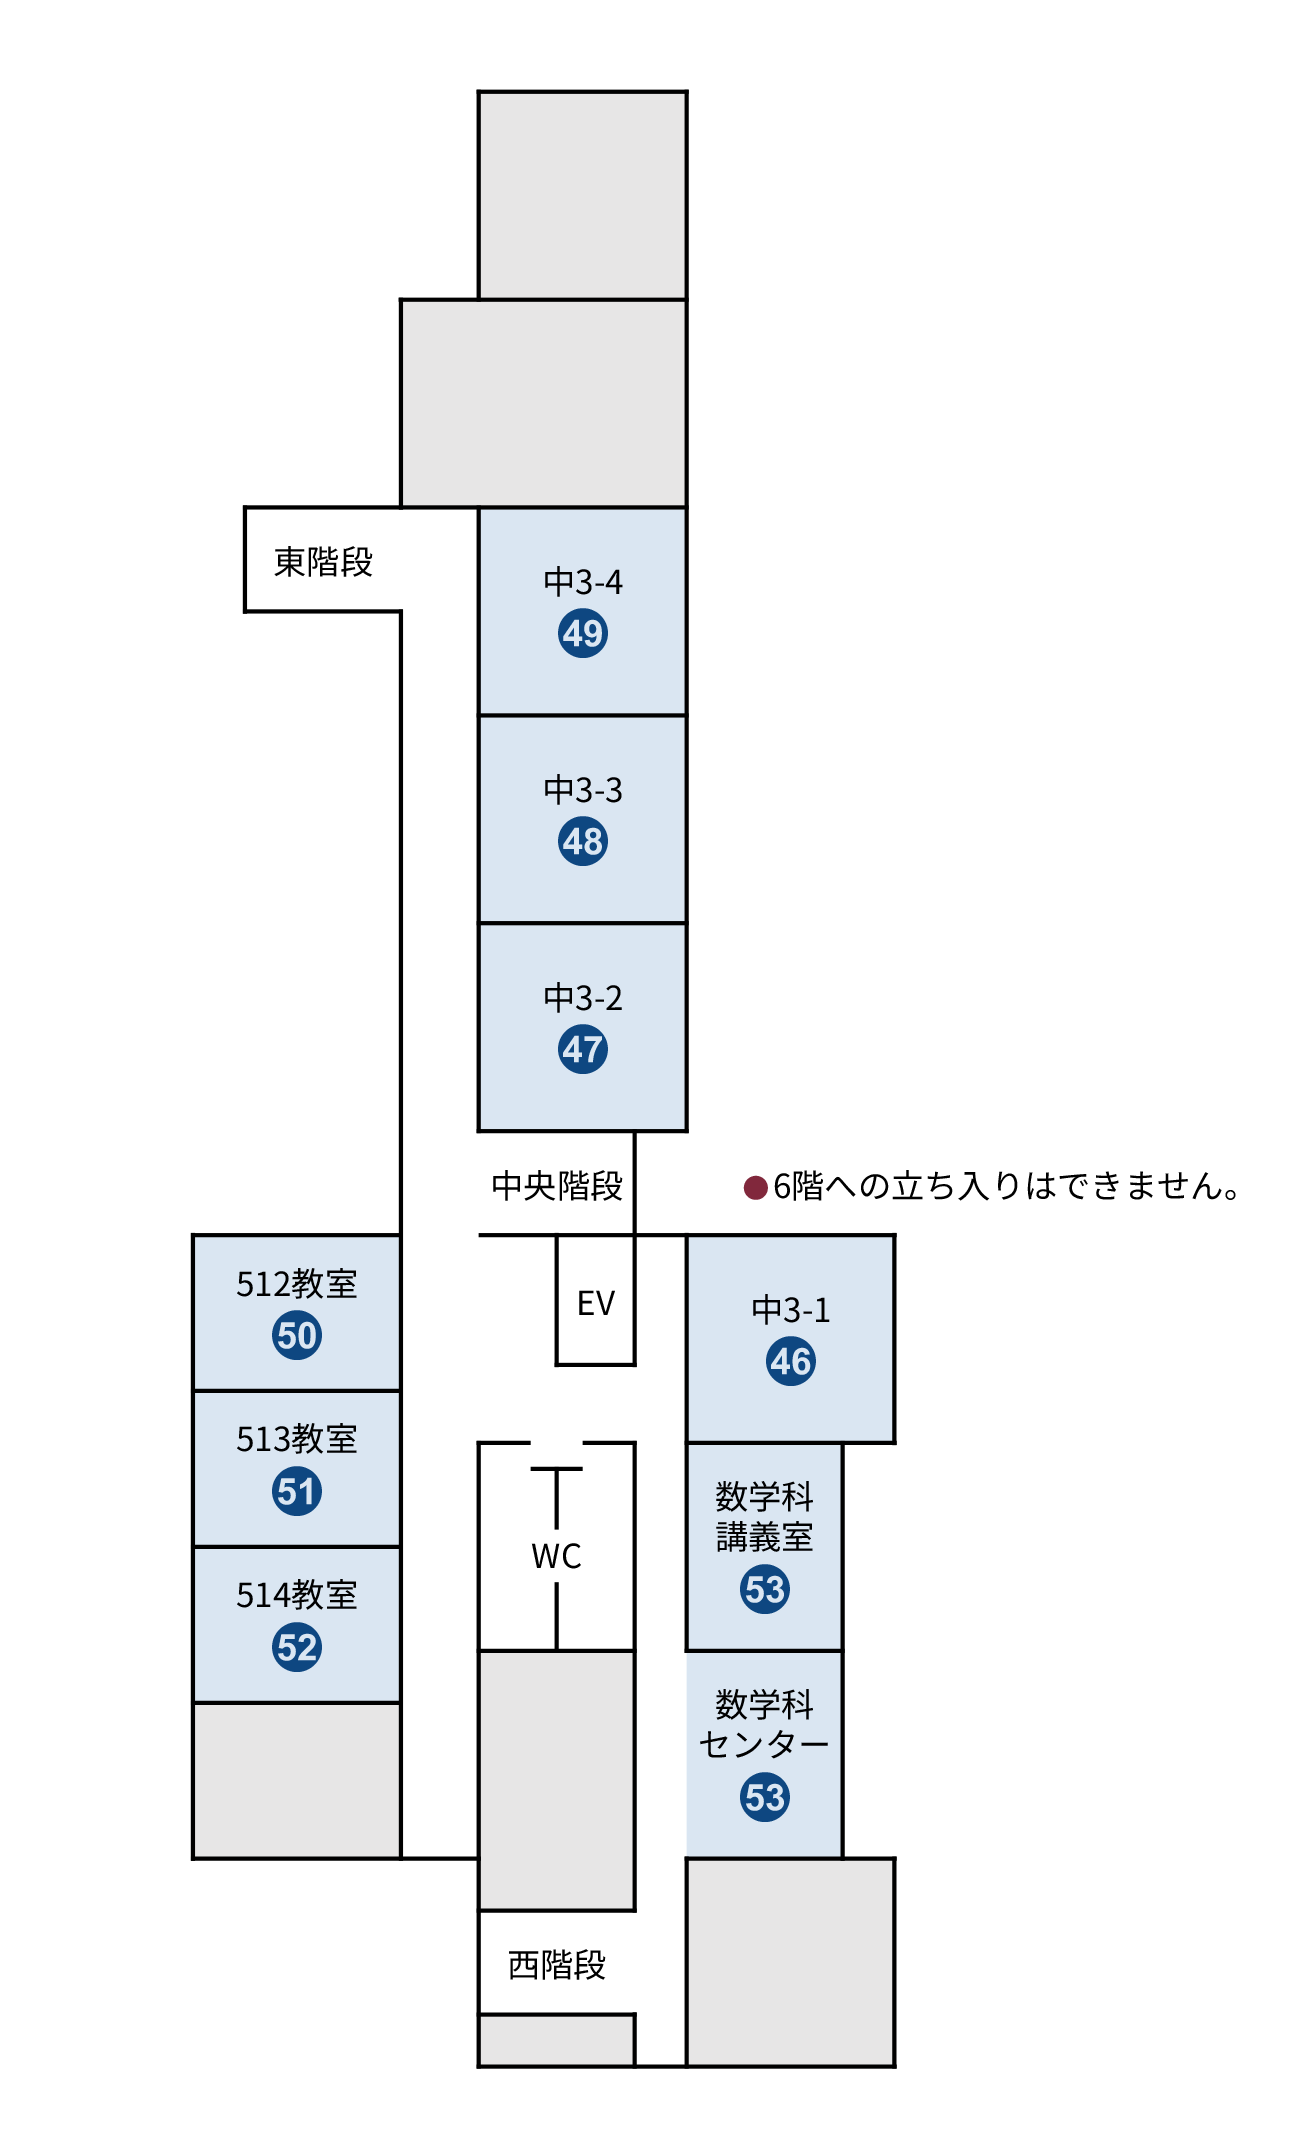 東階段
中3-4
49
中3-3
48
中3-2
47
中央階段
●6階への立ち入りはできません。
512教室
50
EV
中3-1
46
513教室
51
数学科
講義室
53
WC
514教室
52
数学科
センター
53
西階段